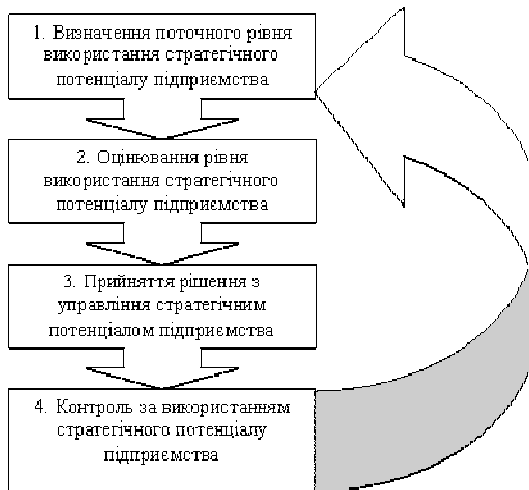 1. Визначення поточного рівня
використання стратегічного
потенціалу підприємства
2. Оцінювання рівня
використання стратегічного
потенціалу підприємства
3. Прийняття рішення з
управління стратегічним
потенціалом підприємства
4. Контроль за використанням
стратегічного потенціалу
підприємства